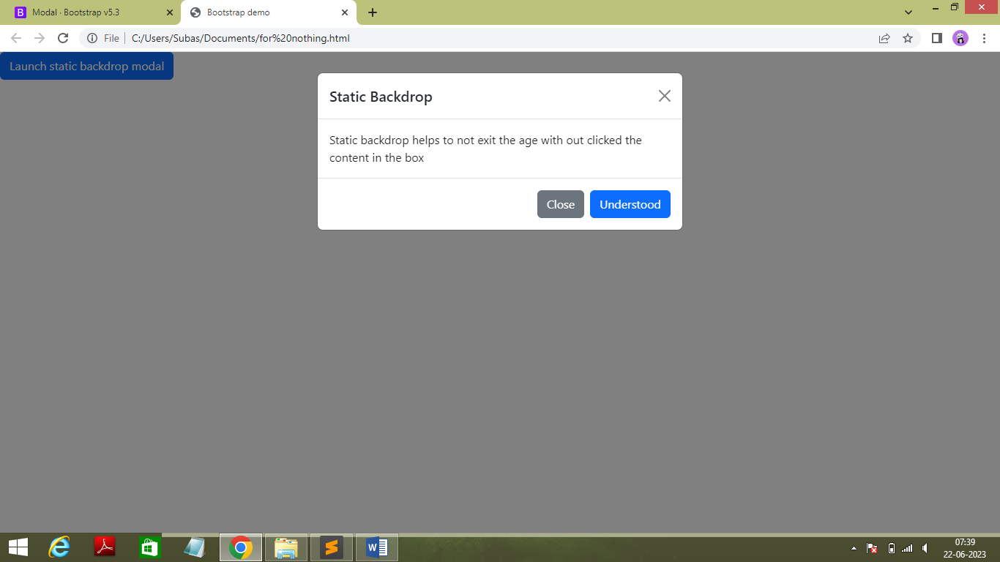 Modal · Bootstrap v5.3
Bootstrap demo
File
C:/Users/Subas/Documents/for%20nothing.html
Launch static backdrop modal
Static Backdrop
Static backdrop helps to not exit the age with out clicked the
content in the box
Close
Understood
07:39
22-06-2023